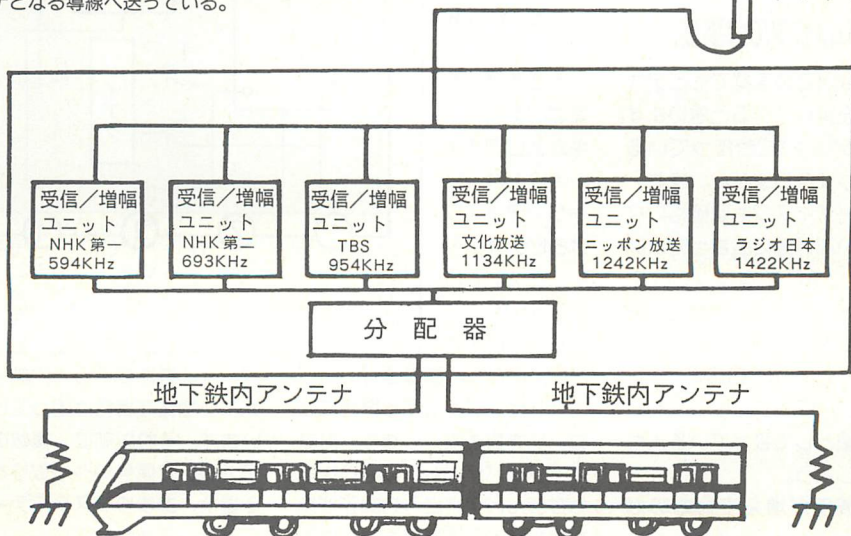 となる導線へ送っている。
受信／増幅
ユニット
NHK第一
594KHz
受信／増幅
ユニット
NHK第二
693KHz
受信／増幅
ユニット
TBS
954KHz
受信／増幅
ユニット
文化放送
1134KHz
受信／増幅
ユニット
ニッポン放送
1242KHz
受信／増幅
ユニット
ラジオ日本
1422KHz
分配器
地下鉄内アンテナ
地下鉄内アンテナ